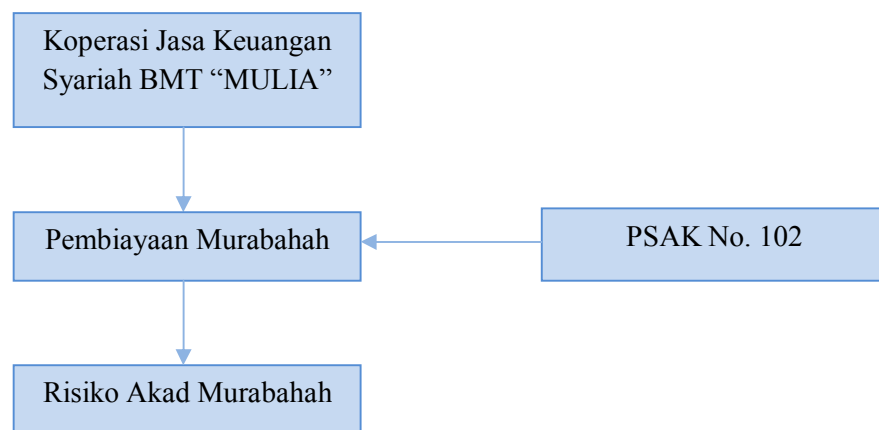 Koperasi Jasa Keuangan
Syariah BMT “MULIA”
Pembiayaan Murabahah
PSAK No. 102
Risiko Akad Murabahah